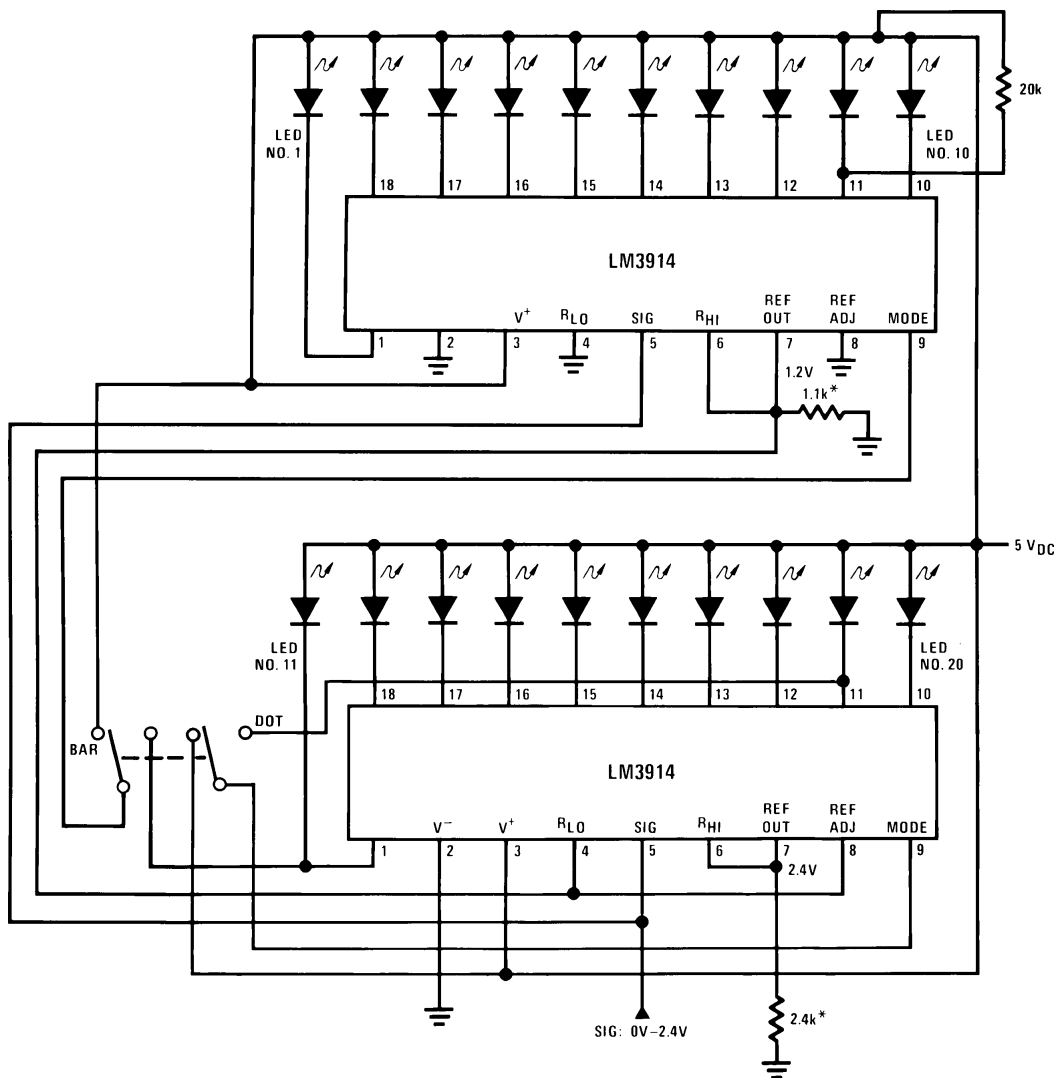 20k
LED
NO. 1
LED
NO. 10
18 17 16 15 14 13 12 11 10
LM3914
V+ RLO SIG RHI REF OUT REF ADJ MODE
1 2 3 4 5 6 7 8 9
1.2V
1.1k*
5 VDC
LED
NO. 11
LED
NO. 20
18 17 16 15 14 13 12 11 10
BAR
DOT
LM3914
V− V+ RLO SIG RHI REF OUT REF ADJ MODE
1 2 3 4 5 6 7 8 9
2.4V
2.4k*
SIG: 0V–2.4V